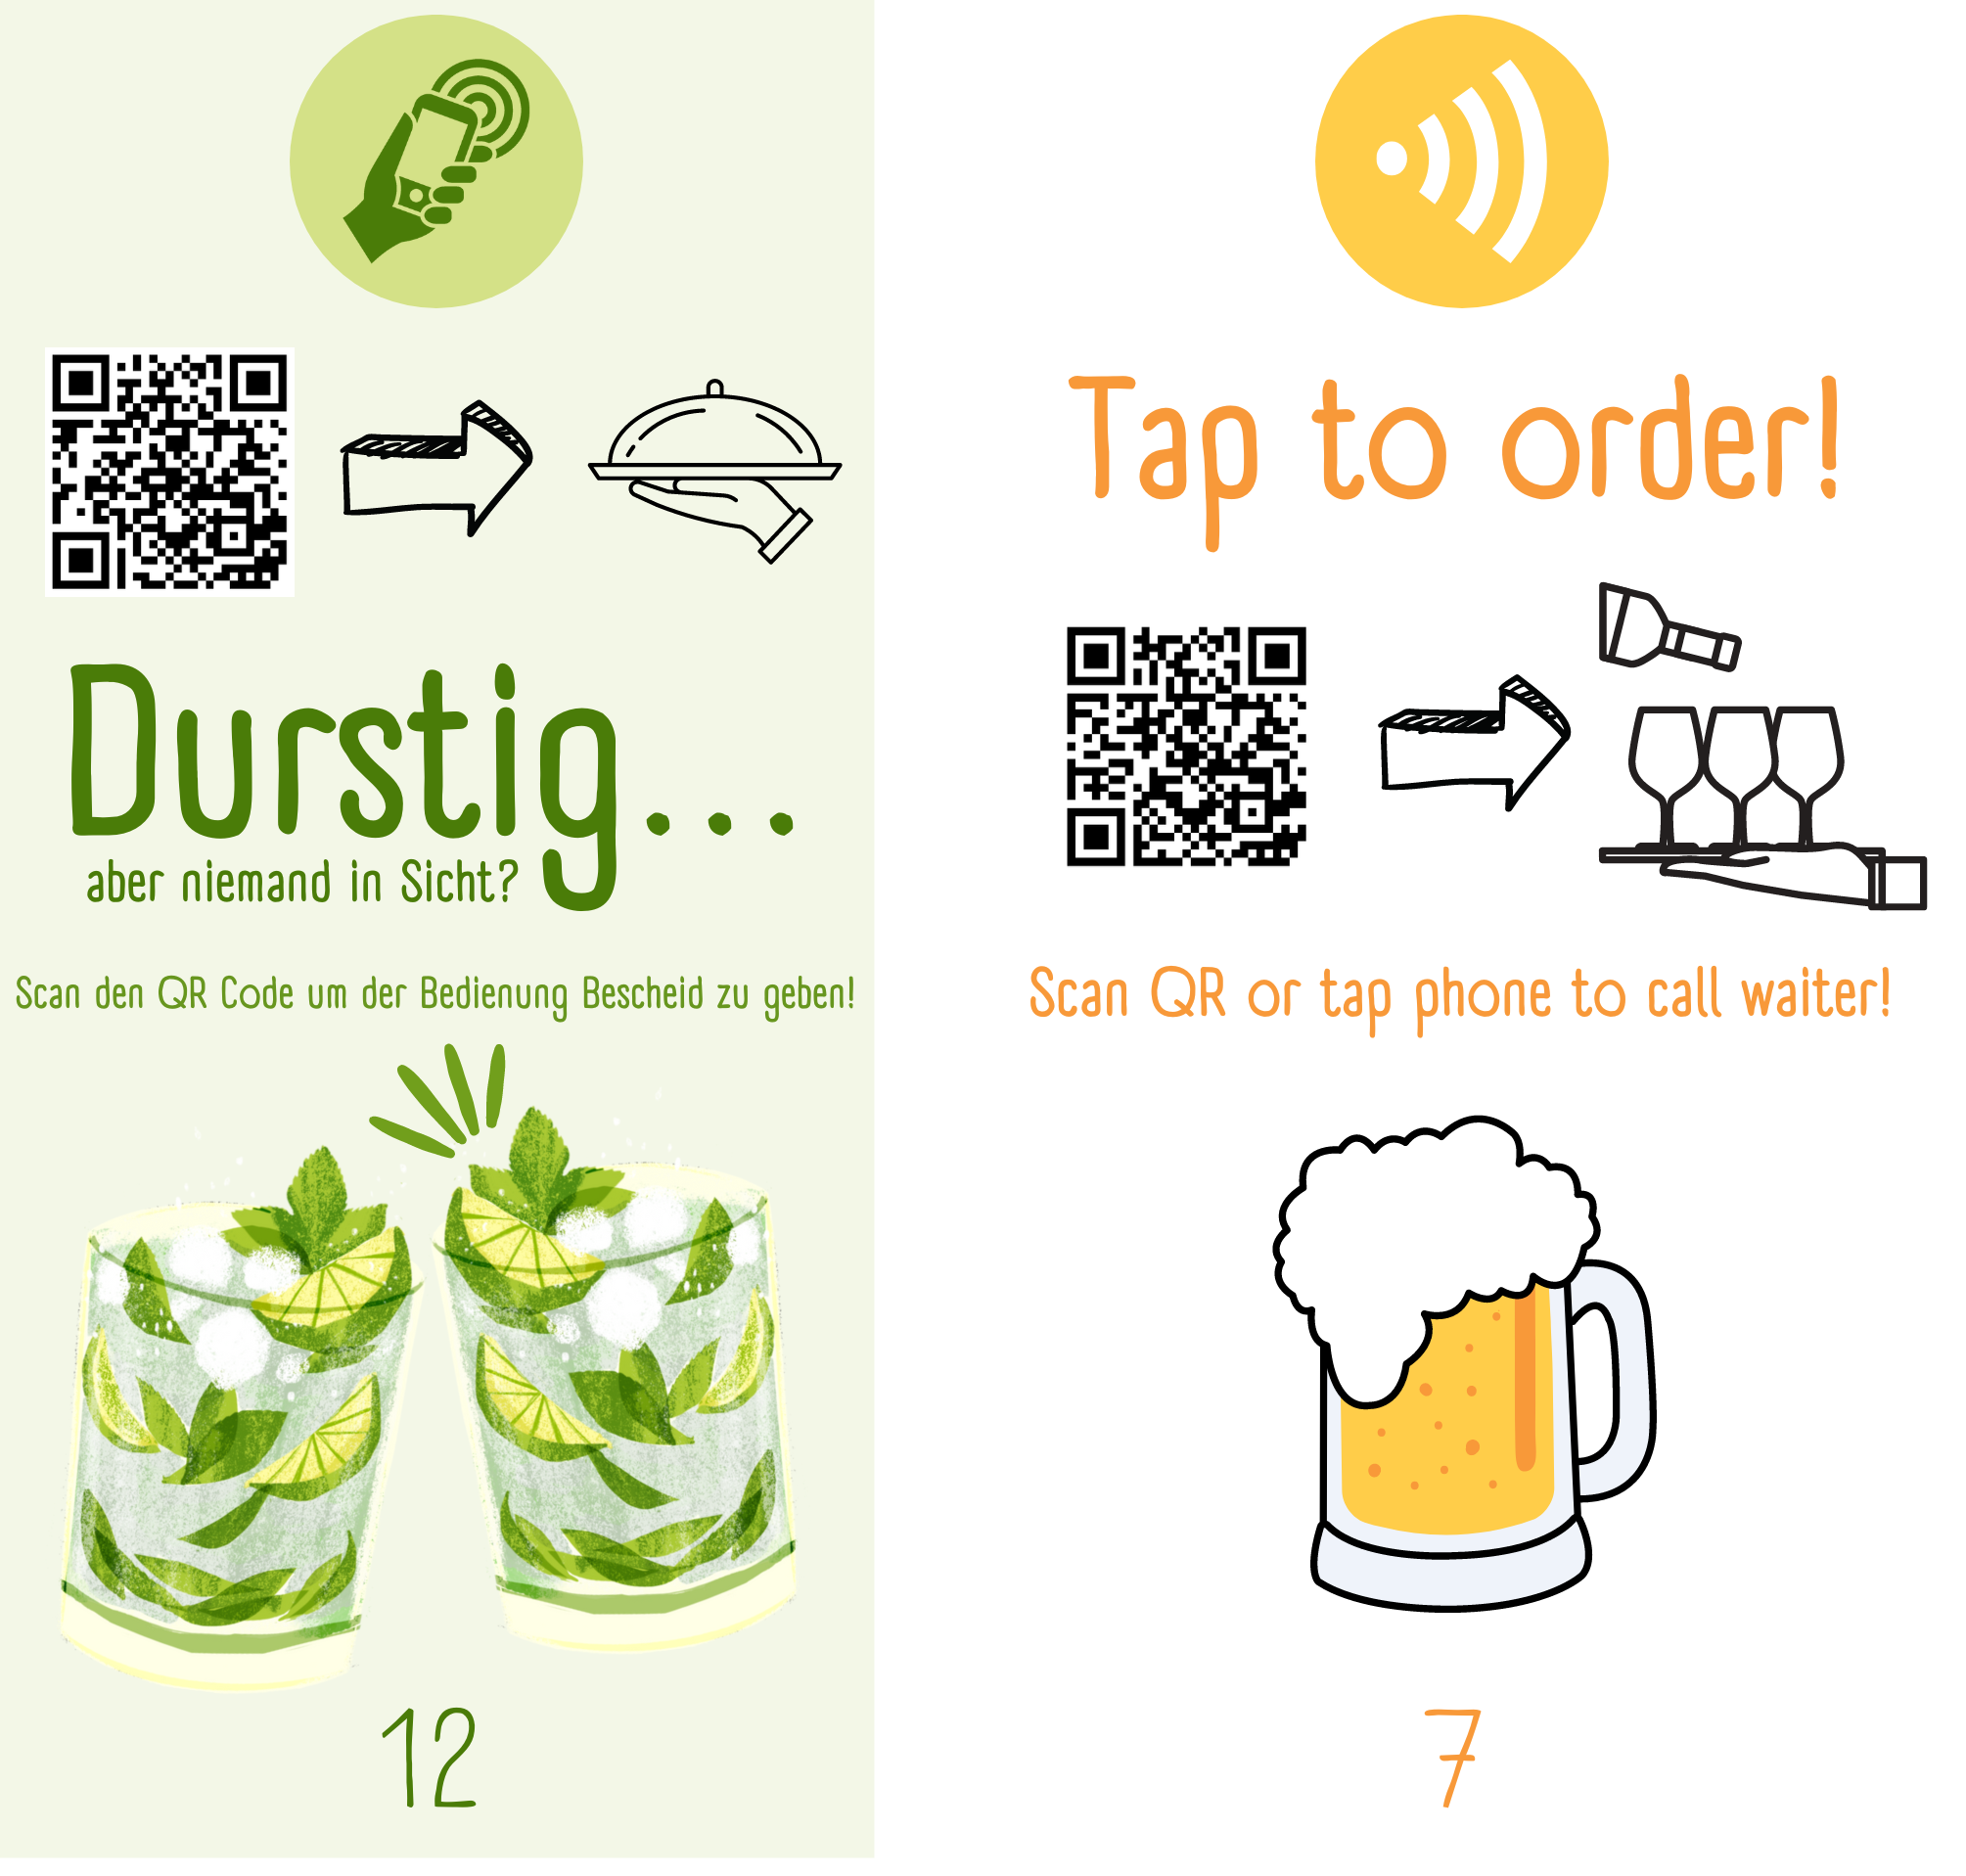 Durstig...
aber niemand in Sicht?
Scan den QR Code um der Bedienung Bescheid zu geben!
12
Tap to order!
Scan QR or tap phone to call waiter!
7